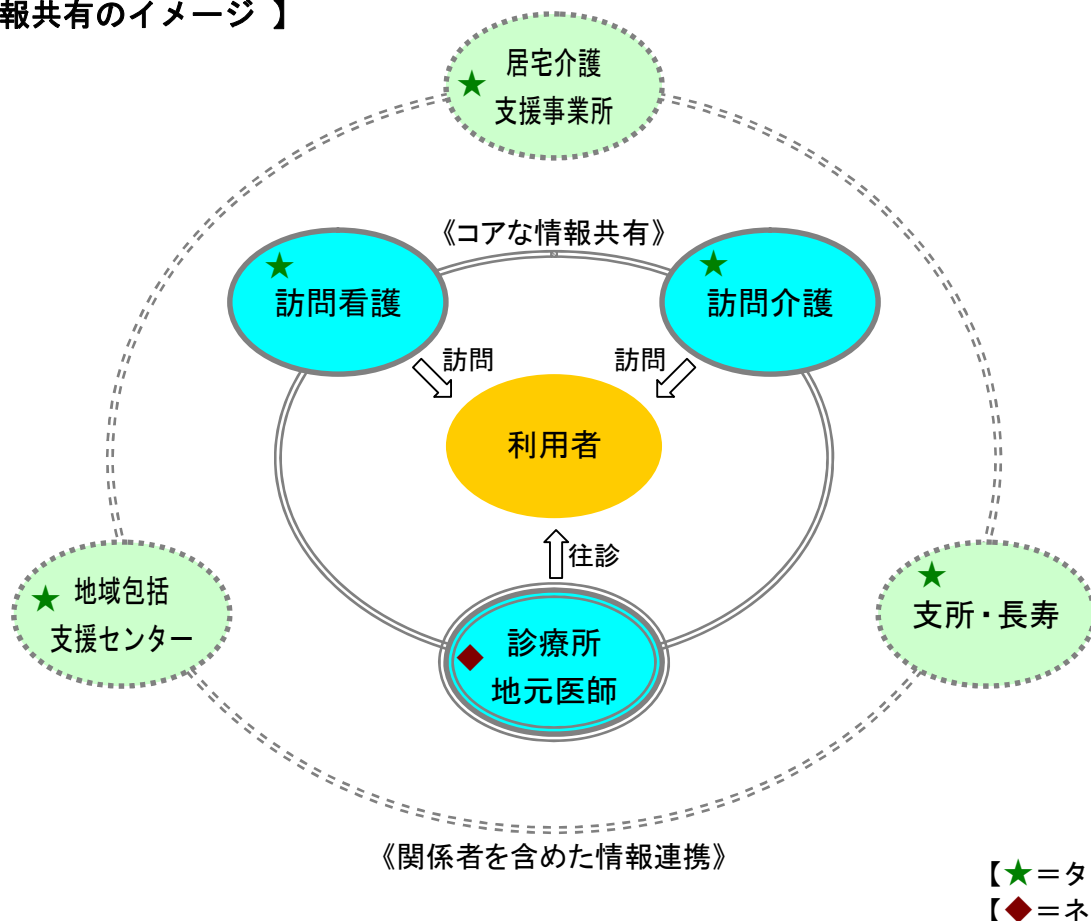 報共有のイメージ 】
居宅介護
支援事業所
★
《コアな情報共有》
★
訪問看護
★
訪問介護
訪問
訪問
利用者
往診
★
地域包括
支援センター
◆
診療所
地元医師
★
支所・長寿
《関係者を含めた情報連携》
【★＝タ
【◆＝ネ